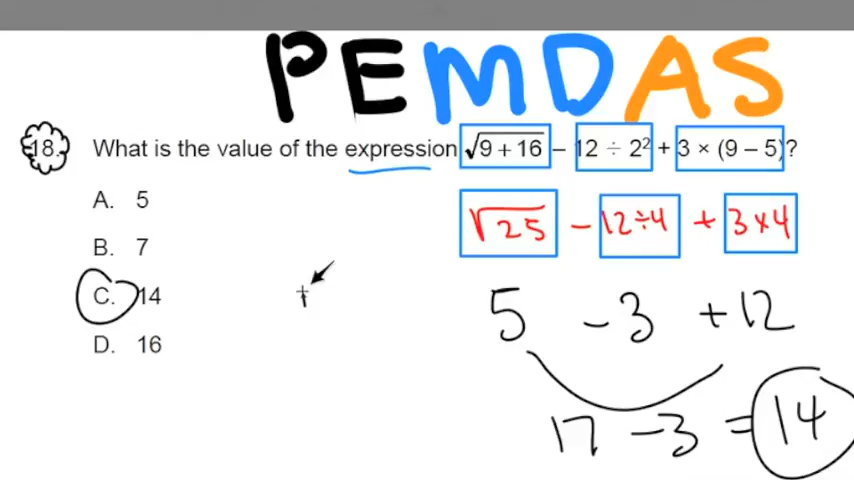 PEMDAS
18. What is the value of the expression √9 + 16 − 12 ÷ 2² + 3 × (9 − 5)?
A. 5
√25 − 12÷4 + 3×4
B. 7
C. 14
5 −3 +12
D. 16
17 −3 = 14